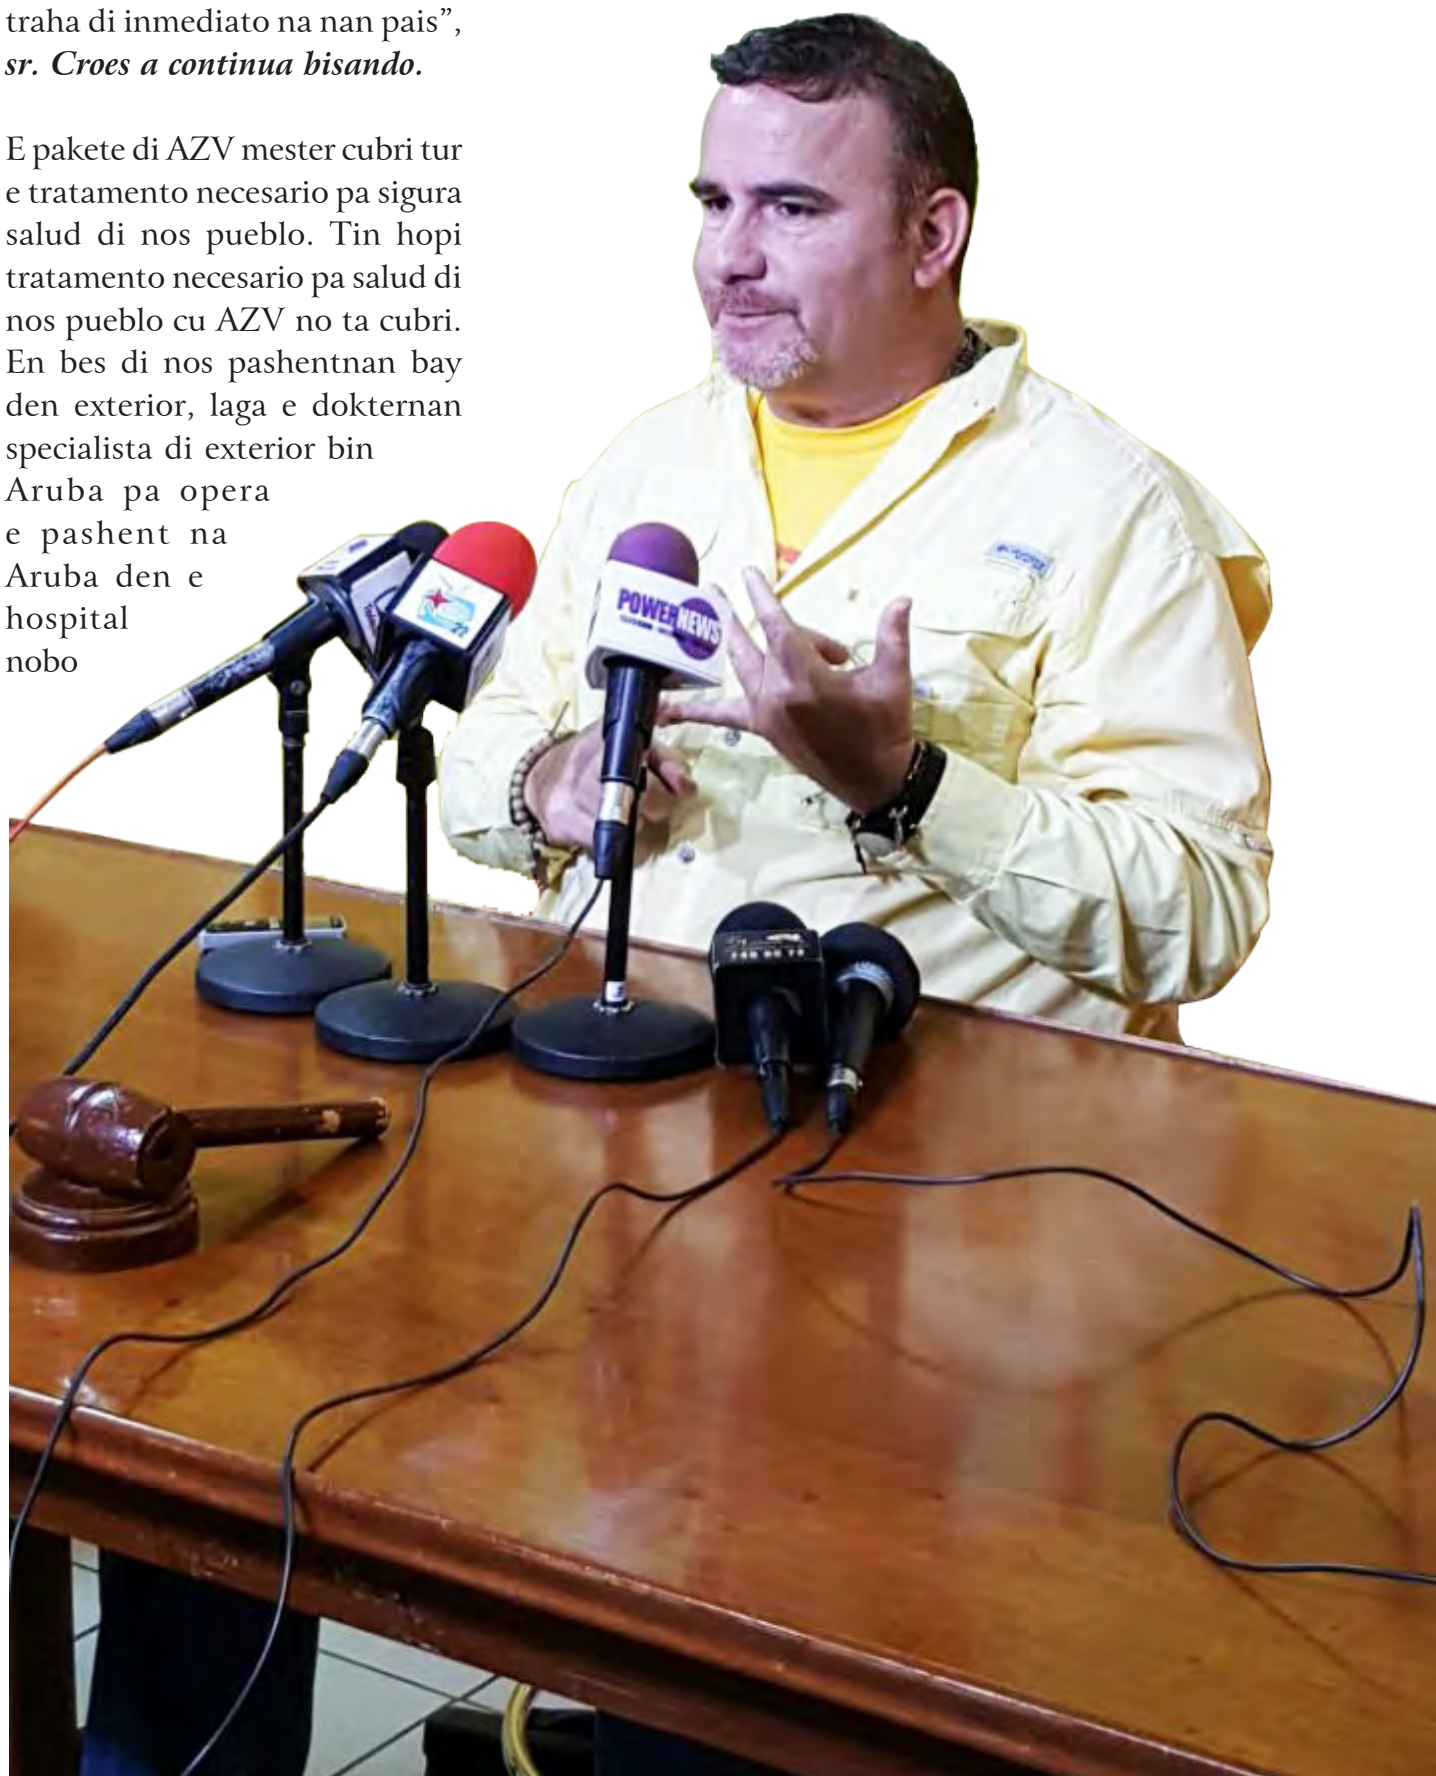 traha di inmediato na nan pais”,
sr. Croes a continua bisando.
E pakete di AZV mester cubri tur
e tratamento necesario pa sigura
salud di nos pueblo. Tin hopi
tratamento necesario pa salud di
nos pueblo cu AZV no ta cubri.
En bes di nos pashentnan bay
den exterior, laga e dokternan
specialista di exterior bin
Aruba pa opera
e pashent na
Aruba den e
hospital
nobo
POWERNEWS
22